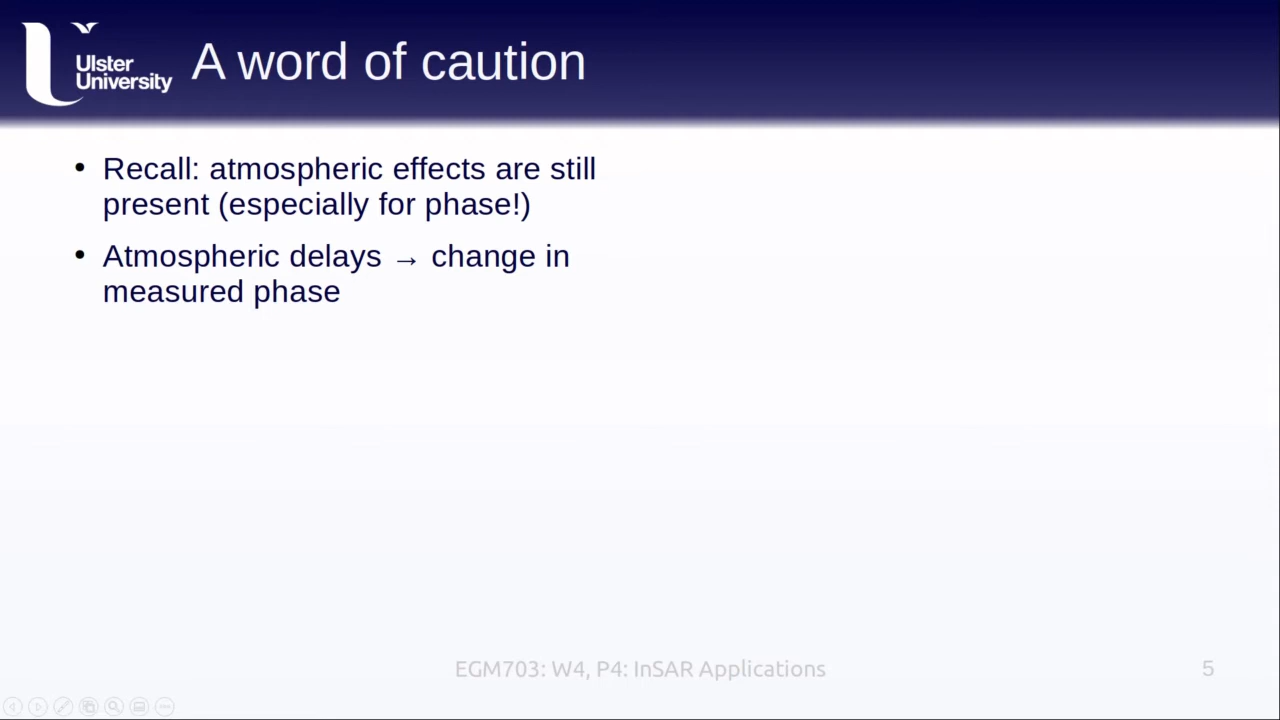 Ulster
University
A word of caution
• Recall: atmospheric effects are still
present (especially for phase!)
• Atmospheric delays → change in
measured phase
EGM703: W4, P4: InSAR Applications
5